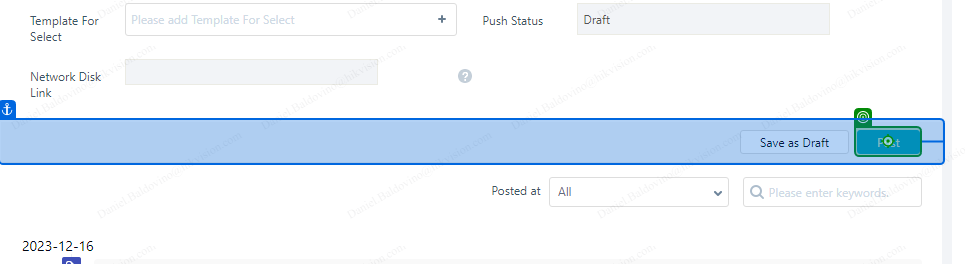 Template For
Select
Please add Template For Select
+
Push Status
Draft
Network Disk
Link
?
Save as Draft
Post
Posted at
All
Please enter keywords.
2023-12-16